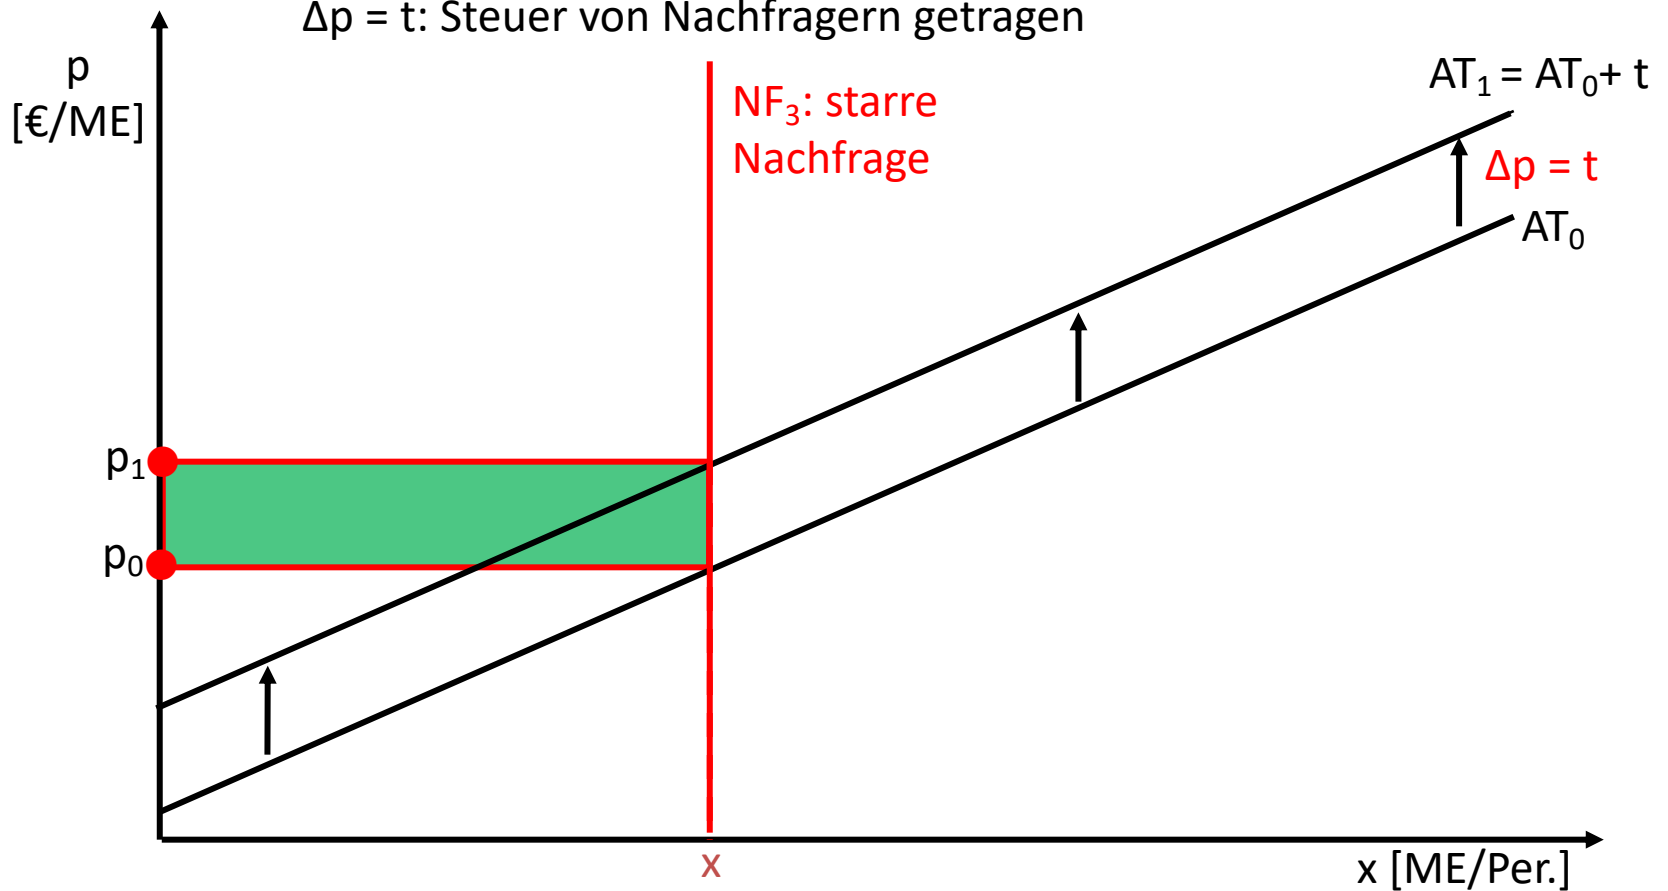 Δp = t: Steuer von Nachfragern getragen
p
[€/ME]
NF₃: starre
Nachfrage
AT₁ = AT₀+ t
Δp = t
AT₀
p₁
p₀
x
x [ME/Per.]